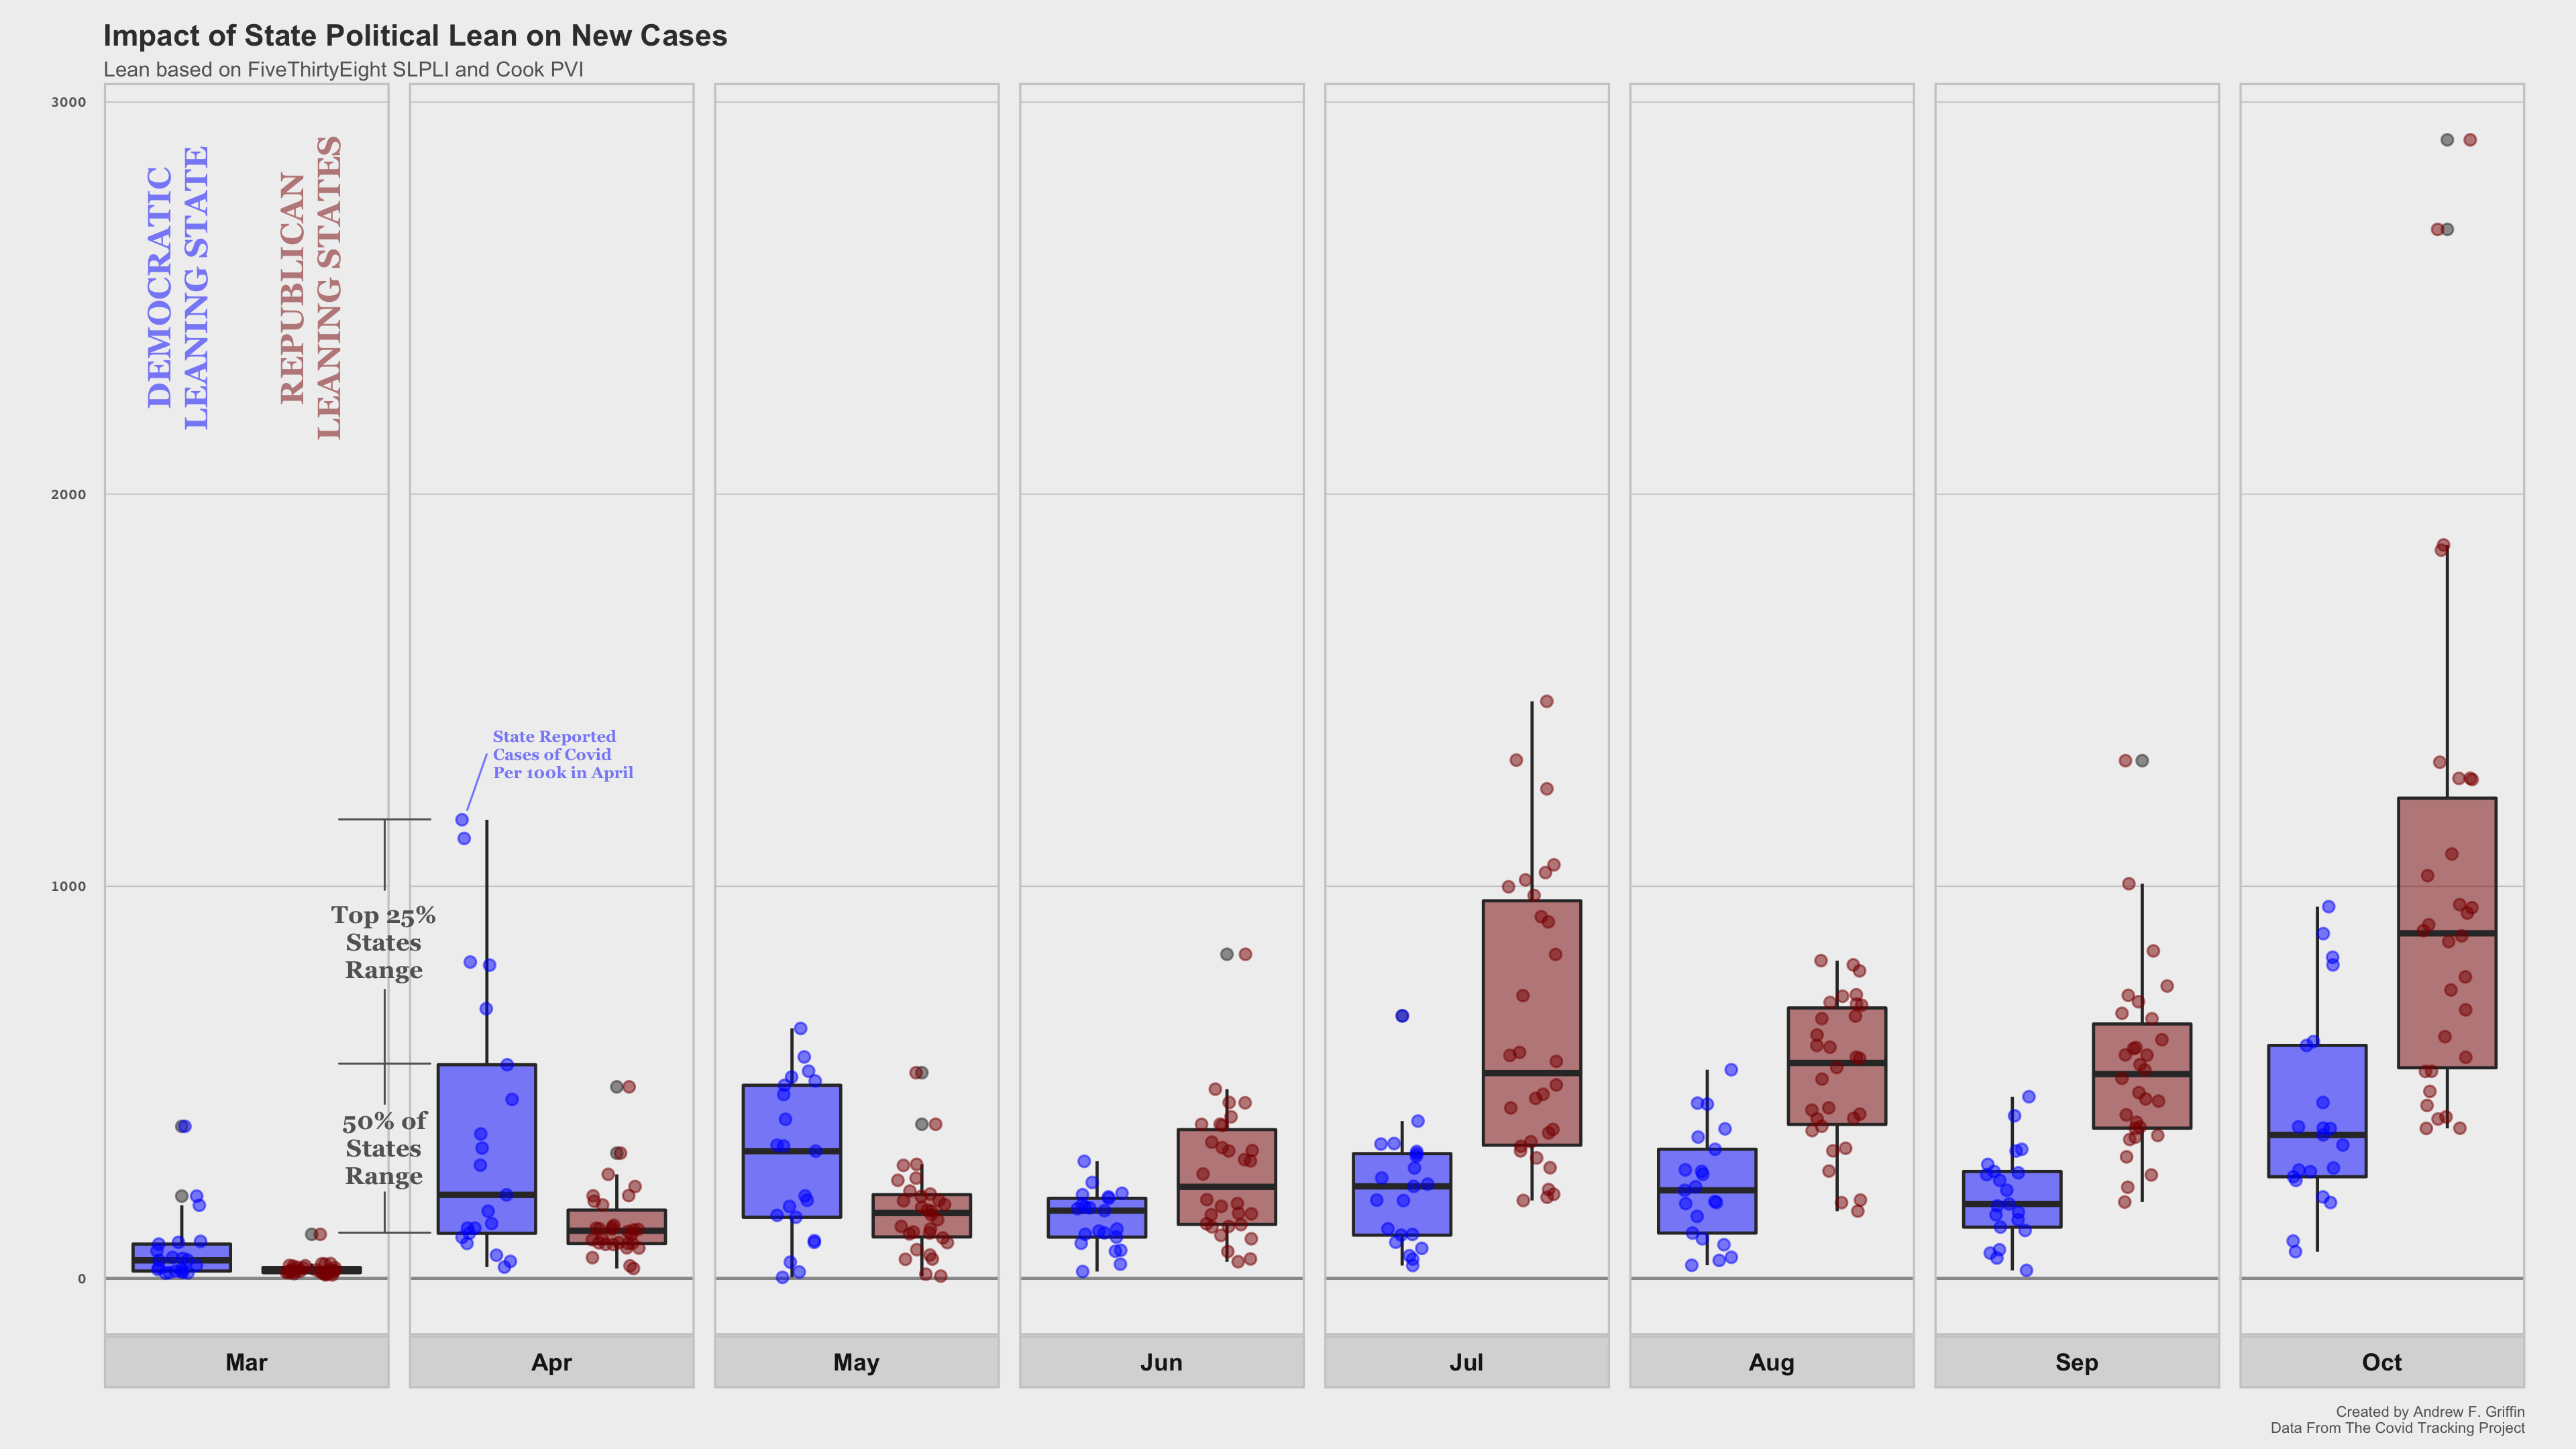 Impact of State Political Lean on New Cases
Lean based on FiveThirtyEight SLPLI and Cook PVI
3000
2000
1000
0
DEMOCRATIC
LEANING STATE
REPUBLICAN
LEANING STATES
State Reported
Cases of Covid
Per 100k in April
Top 25%
States
Range
50% of
States
Range
Mar
Apr
May
Jun
Jul
Aug
Sep
Oct
Created by Andrew F. Griffin
Data From The Covid Tracking Project